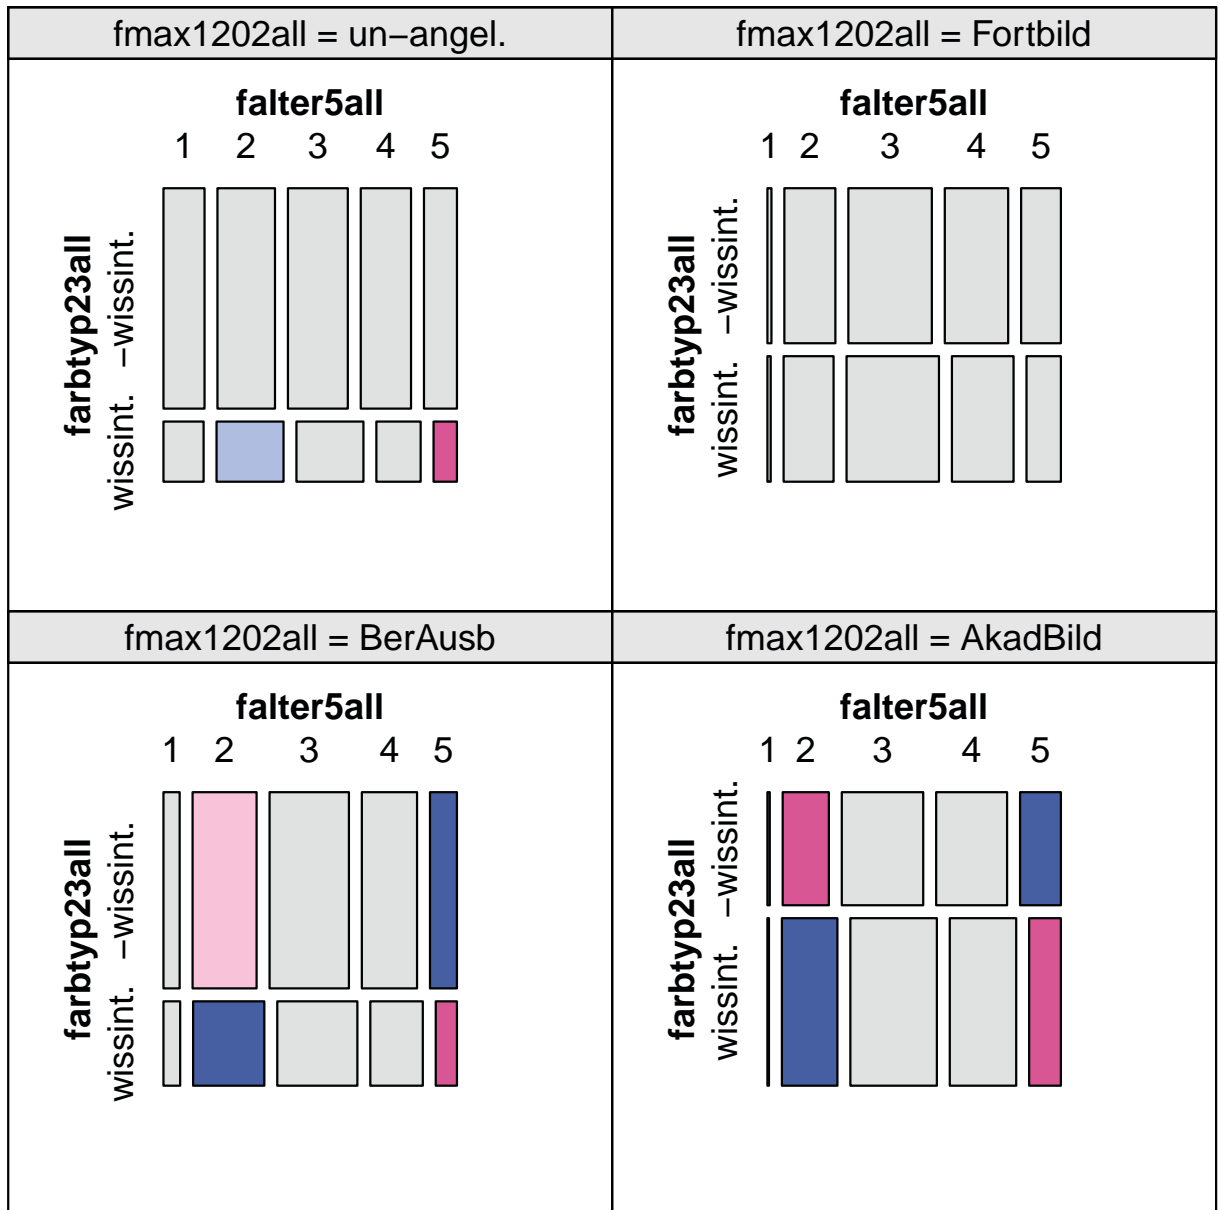 fmax1202all = un−angel.
falter5all
1 2 3 4 5
farbtyp23all
−wissint.
wissint.
fmax1202all = Fortbild
falter5all
1 2 3 4 5
farbtyp23all
−wissint.
wissint.
fmax1202all = BerAusb
falter5all
1 2 3 4 5
farbtyp23all
−wissint.
wissint.
fmax1202all = AkadBild
falter5all
1 2 3 4 5
farbtyp23all
−wissint.
wissint.